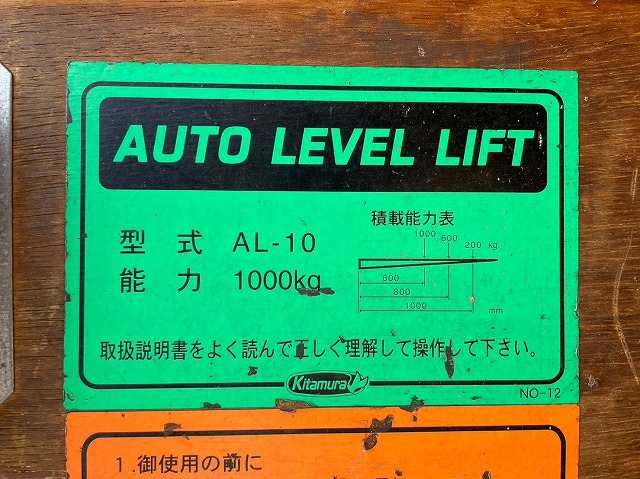 AUTO LEVEL LIFT
型式 AL-10
能力 1000kg
積載能力表
1000 600 200 kg
600
800
1000 mm
取扱説明書をよく読んで正しく理解して操作して下さい。
Kitamura
NO-12
1.御使用の前に